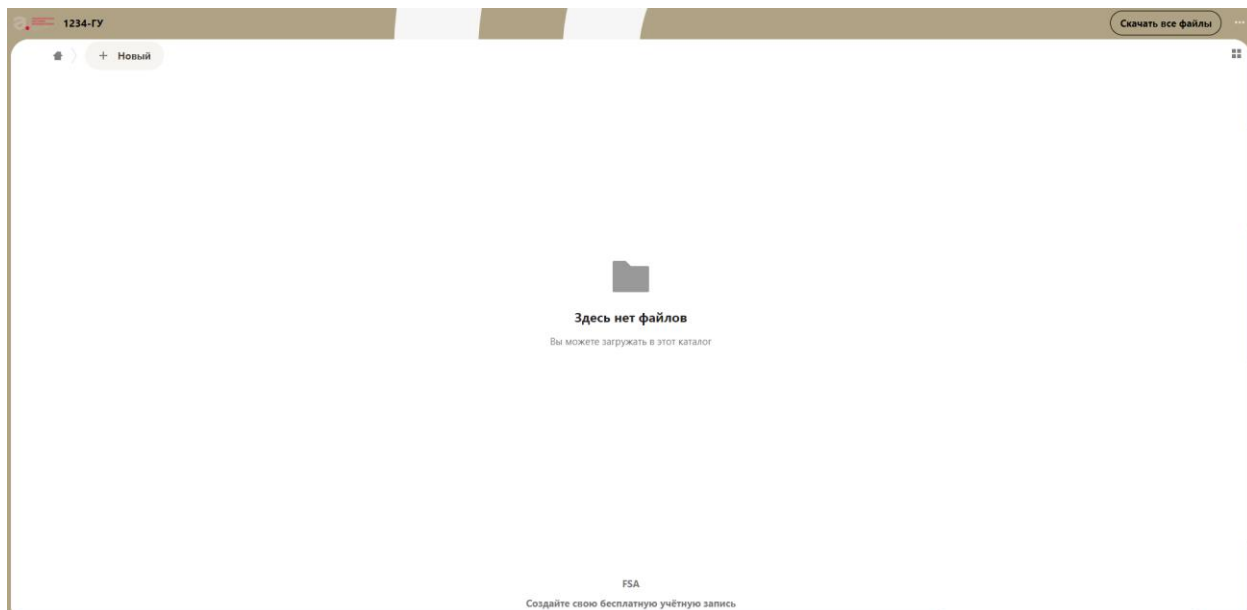 1234-ГУ
Скачать все файлы
+ Новый
Здесь нет файлов
Вы можете загружать в этот каталог
FSA
Создайте свою бесплатную учётную запись